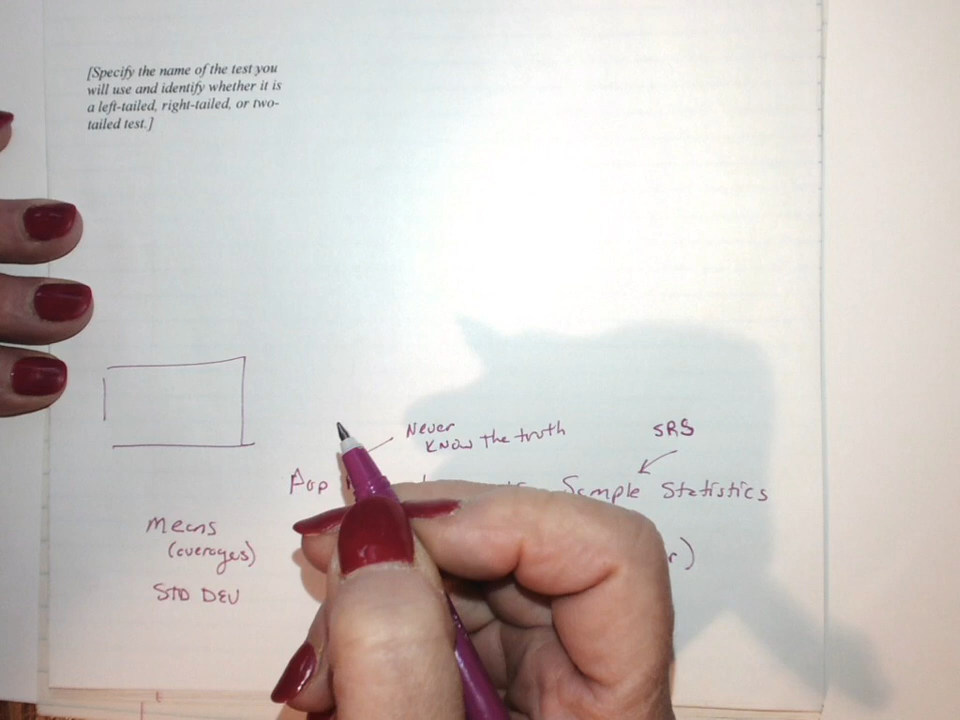 [Specify the name of the test you
will use and identify whether it is
a left-tailed, right-tailed, or two-
tailed test.]
Never
Know the truth
SRS
Pop
Sample Statistics
Means
(averages)
STD DEV